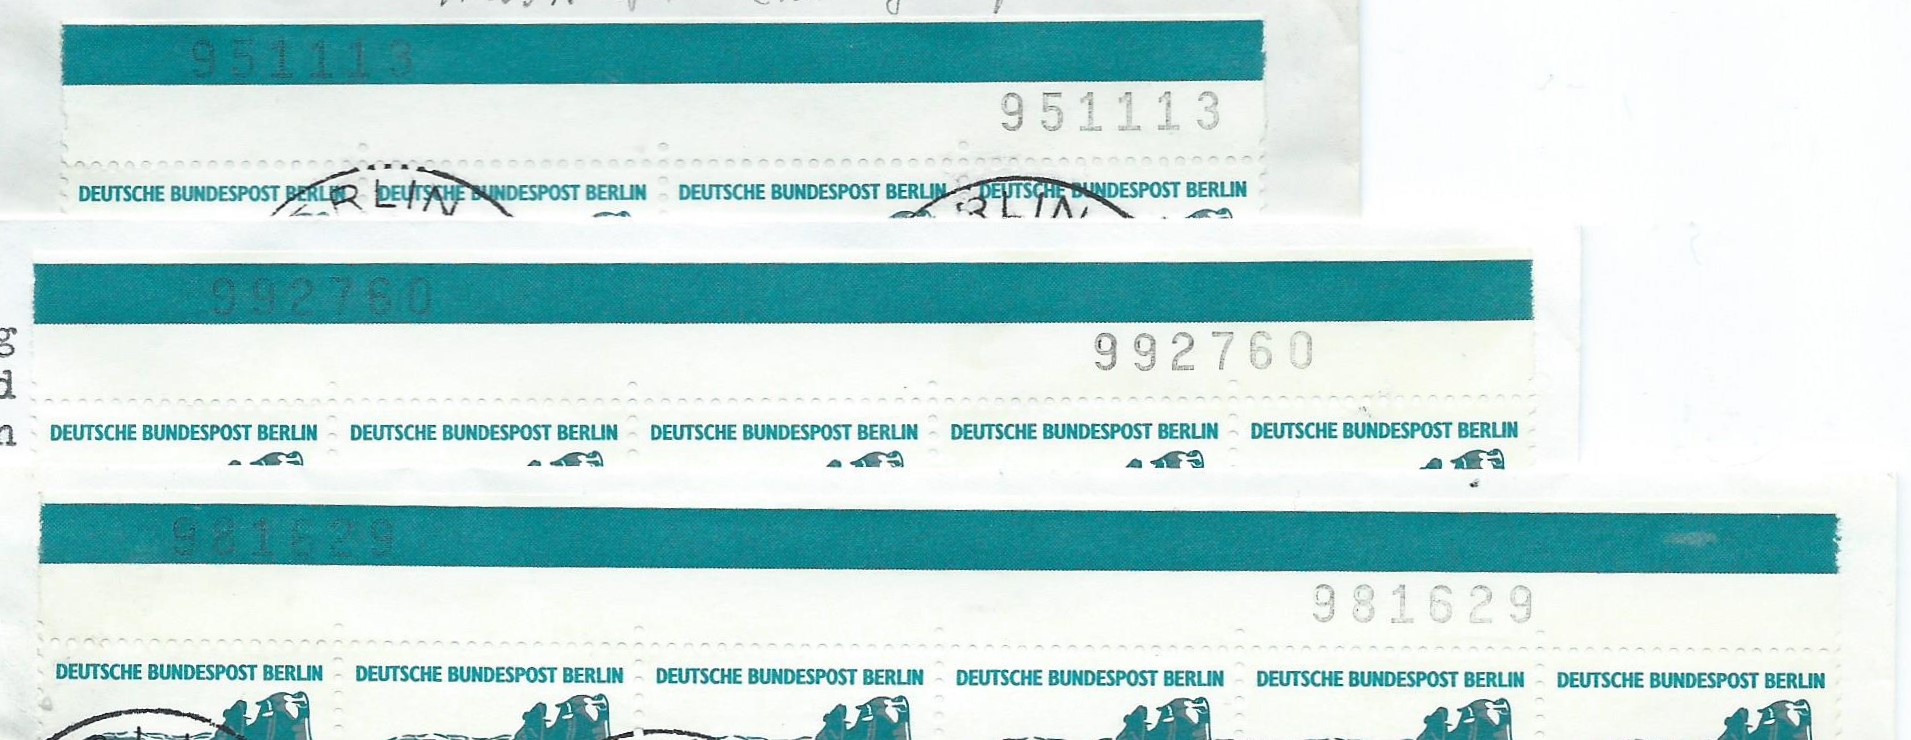 951113
951113
DEUTSCHE BUNDESPOST BERLIN DEUTSCHE BUNDESPOST BERLIN DEUTSCHE BUNDESPOST BERLIN DEUTSCHE BUNDESPOST BERLIN
RLIN RLIN
992760
g 992760
d
n DEUTSCHE BUNDESPOST BERLIN DEUTSCHE BUNDESPOST BERLIN DEUTSCHE BUNDESPOST BERLIN DEUTSCHE BUNDESPOST BERLIN DEUTSCHE BUNDESPOST BERLIN
981629
981629
DEUTSCHE BUNDESPOST BERLIN DEUTSCHE BUNDESPOST BERLIN DEUTSCHE BUNDESPOST BERLIN DEUTSCHE BUNDESPOST BERLIN DEUTSCHE BUNDESPOST BERLIN DEUTSCHE BUNDESPOST BERLIN